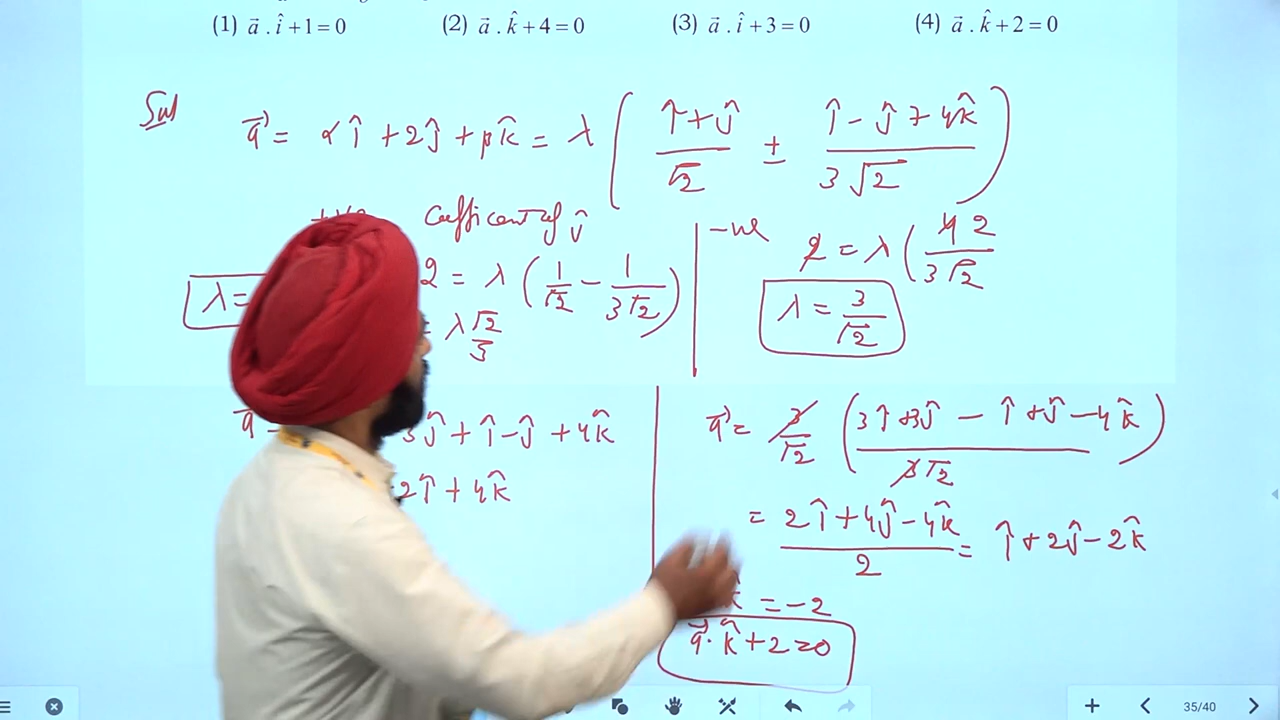 (1) a⃗ . î + 1 = 0 (2) a⃗ . k̂ + 4 = 0 (3) a⃗ . î + 3 = 0 (4) a⃗ . k̂ + 2 = 0
Sol
a⃗ = αî + 2ĵ + βk̂ = λ ( (î + ĵ)/√2 ± (î - ĵ + 4k̂)/(3√2) )
Coefficent of ĵ
2 = λ ( 1/√2 - 1/(3√2) )
λ √2/3
λ =
-ve 2 = λ ( 4 2/(3√2)
λ = 3/√2
3ĵ + î - ĵ + 4k̂
2î + 4k̂
a⃗ = 3/√2 ( (3î + 3ĵ - î + ĵ - 4k̂)/(3√2) )
= (2î + 4ĵ - 4k̂)/2 = î + 2ĵ - 2k̂
k̂ = -2
a⃗ . k̂ + 2 = 0
35/40